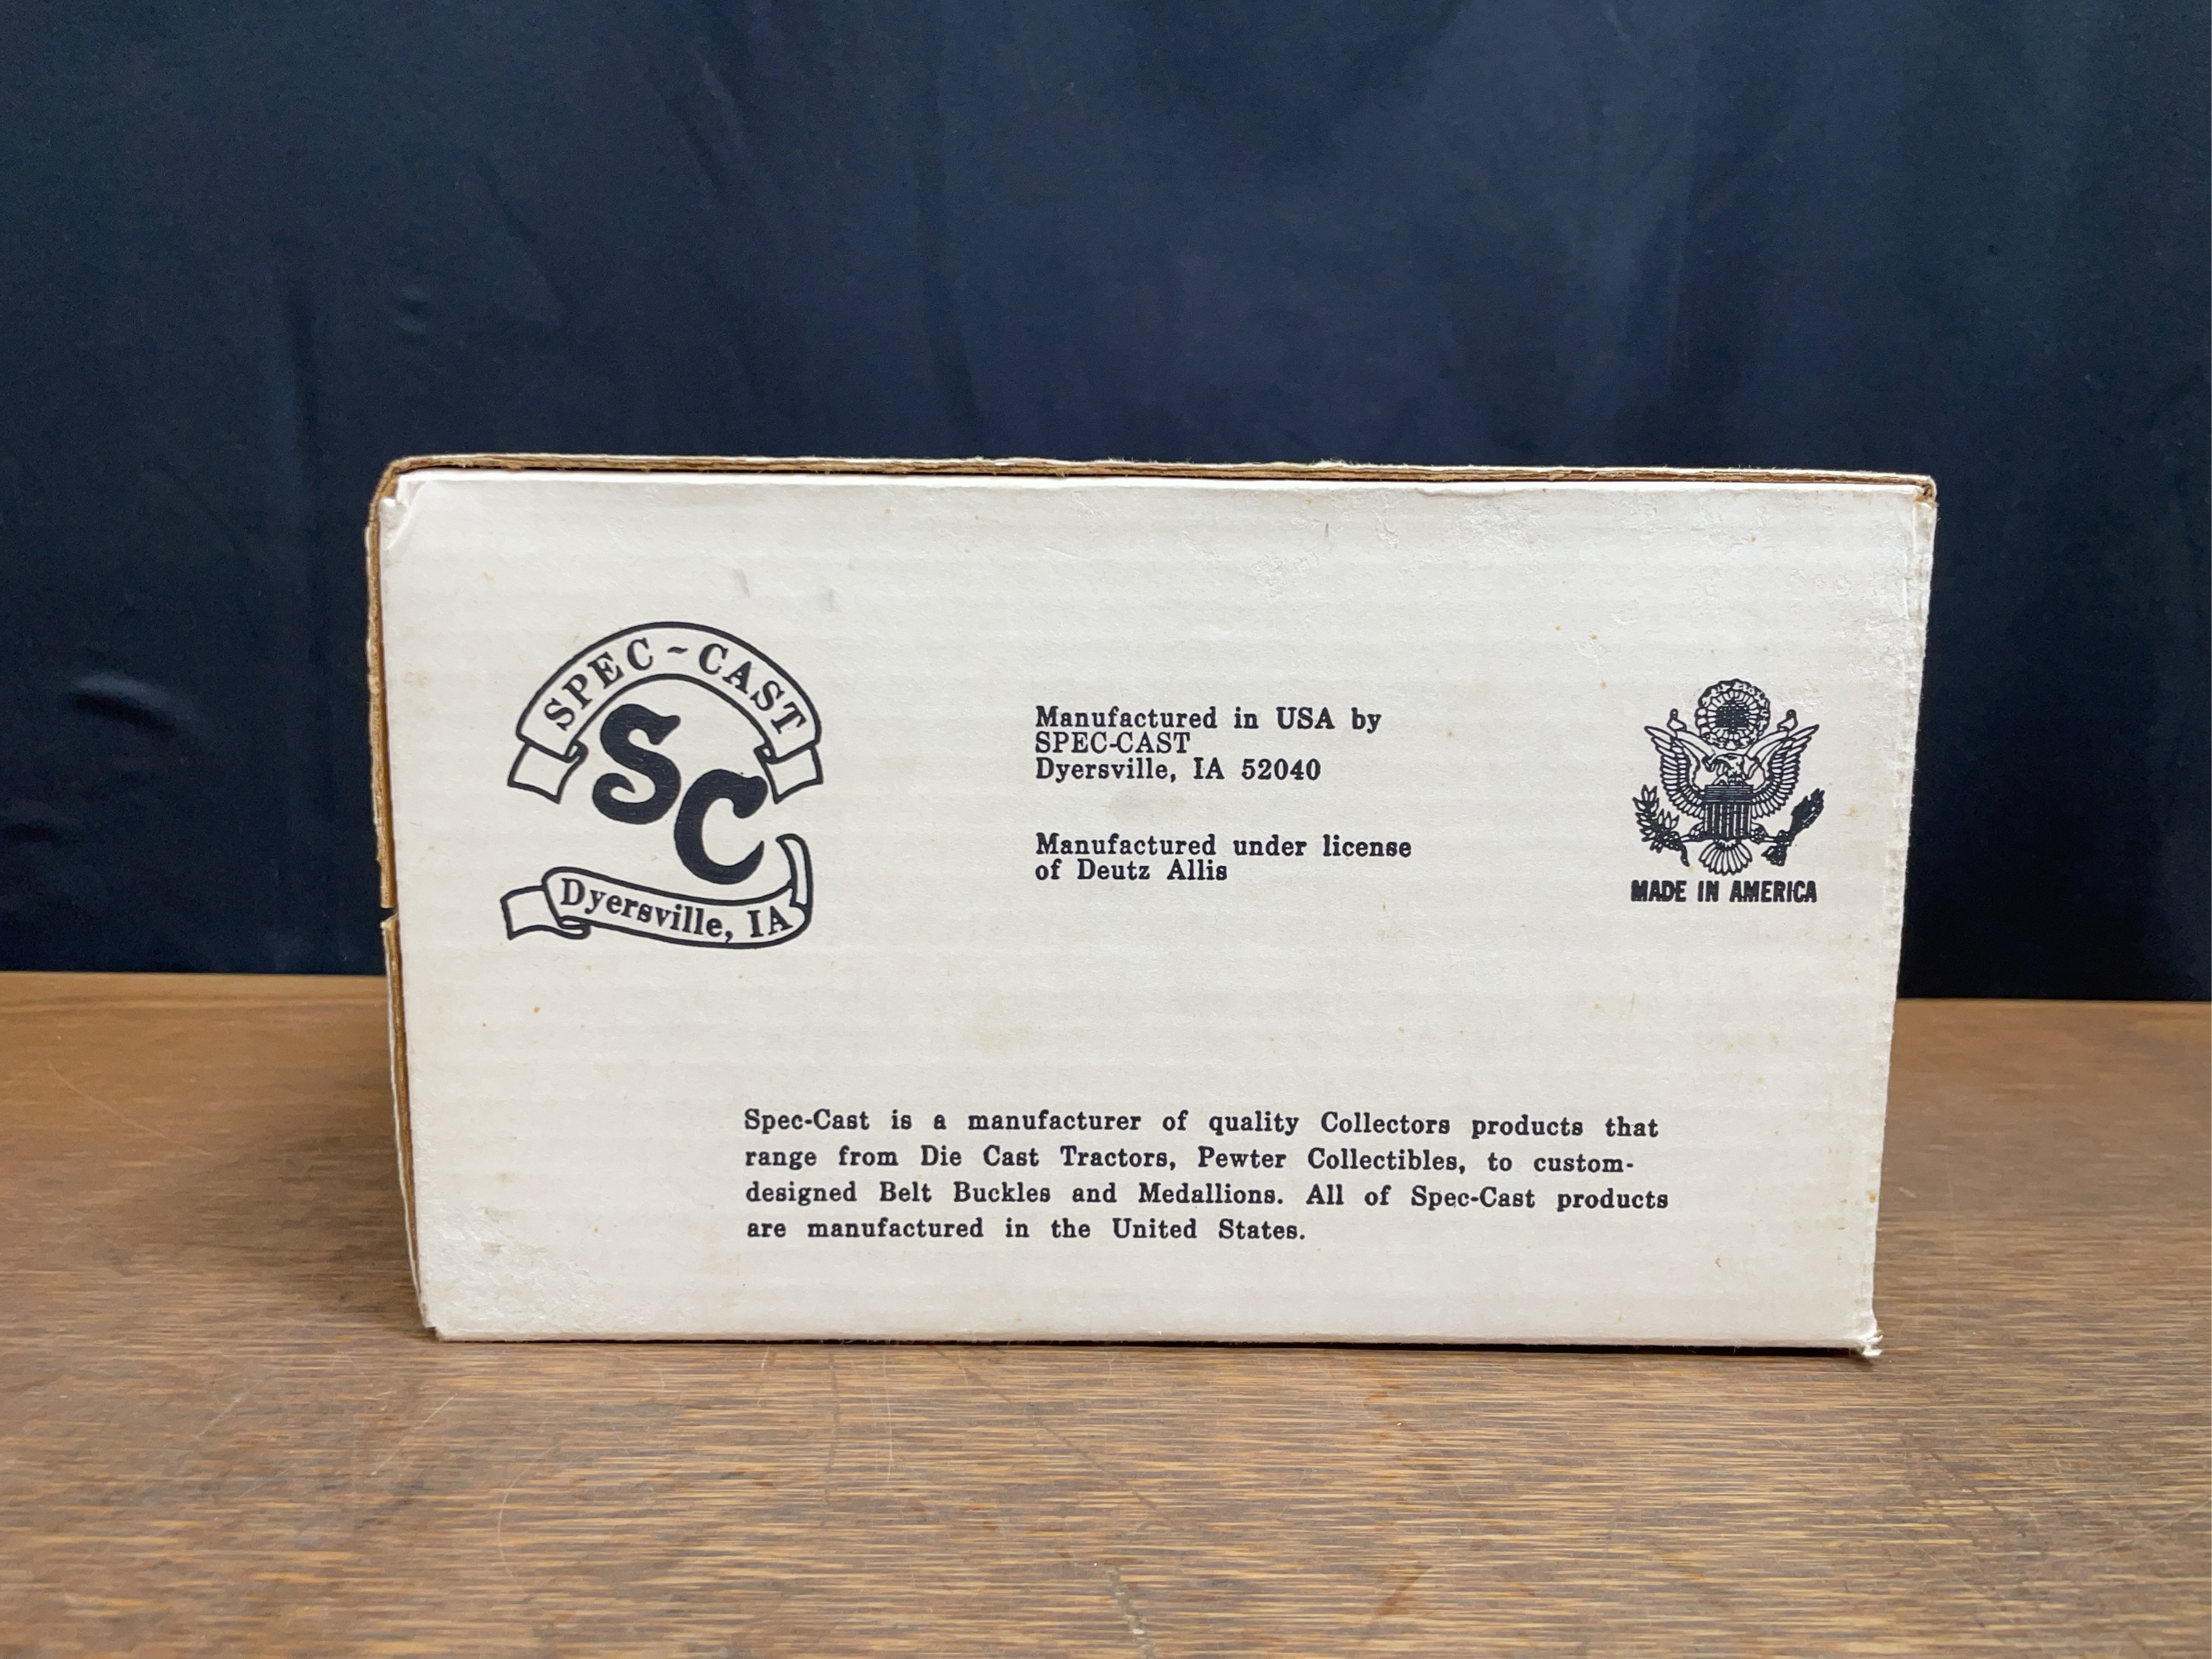 SPEC-CAST
SC
Dyersville, IA
Manufactured in USA by
SPEC-CAST
Dyersville, IA 52040
Manufactured under license
of Deutz Allis
MADE IN AMERICA
Spec-Cast is a manufacturer of quality Collectors products that
range from Die Cast Tractors, Pewter Collectibles, to custom-
designed Belt Buckles and Medallions. All of Spec-Cast products
are manufactured in the United States.